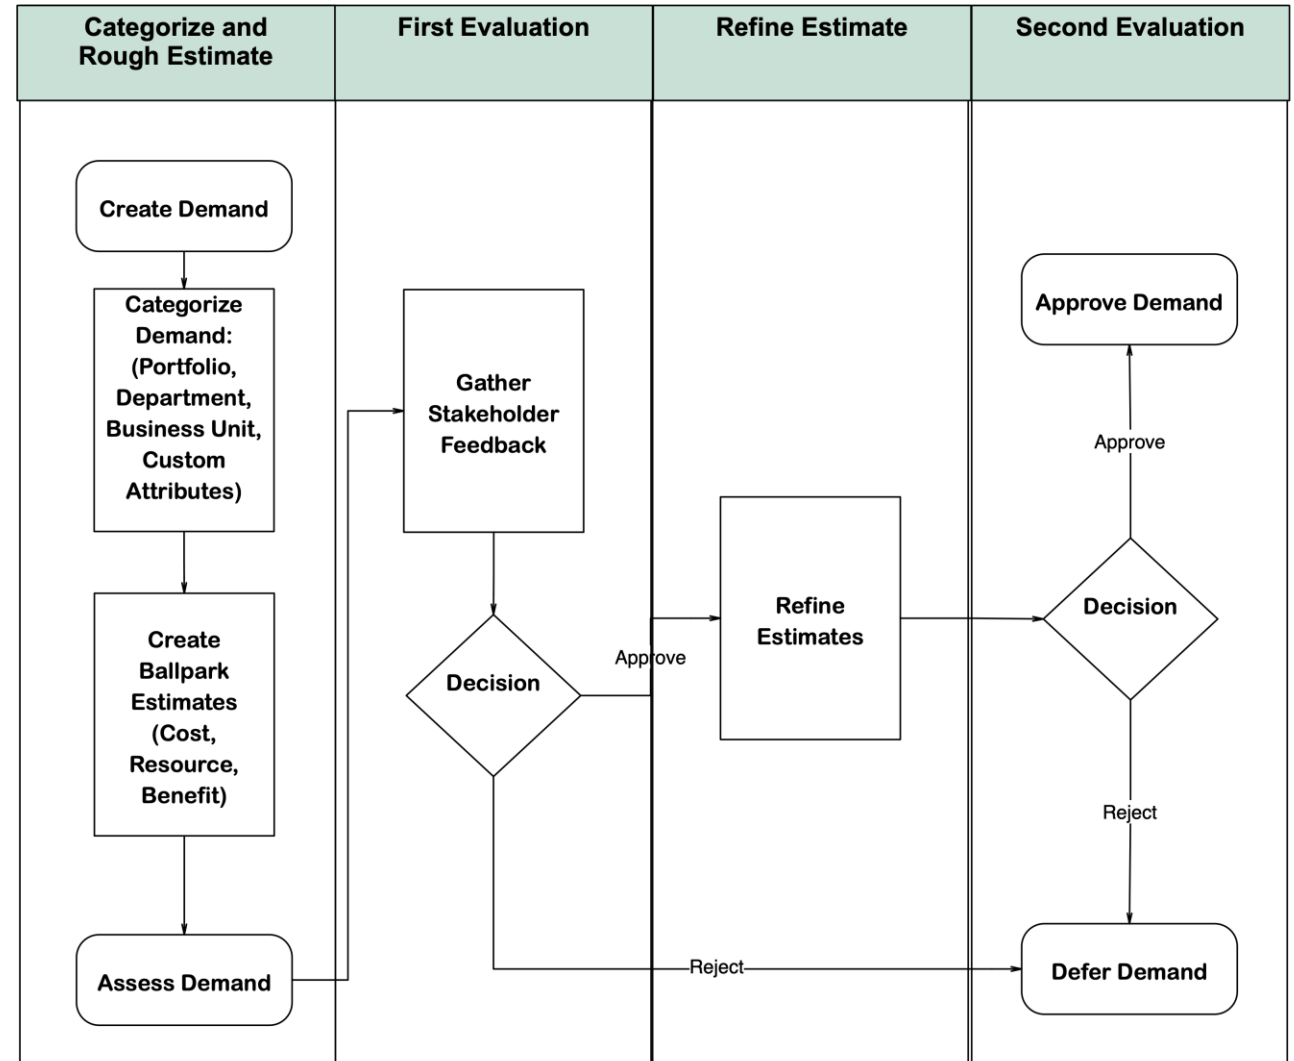 Categorize and
Rough Estimate
First Evaluation
Refine Estimate
Second Evaluation
Create Demand
Categorize
Demand:
(Portfolio,
Department,
Business Unit,
Custom
Attributes)
Create
Ballpark
Estimates
(Cost,
Resource,
Benefit)
Assess Demand
Gather
Stakeholder
Feedback
Decision
Approve
Reject
Refine
Estimates
Approve Demand
Approve
Decision
Reject
Defer Demand